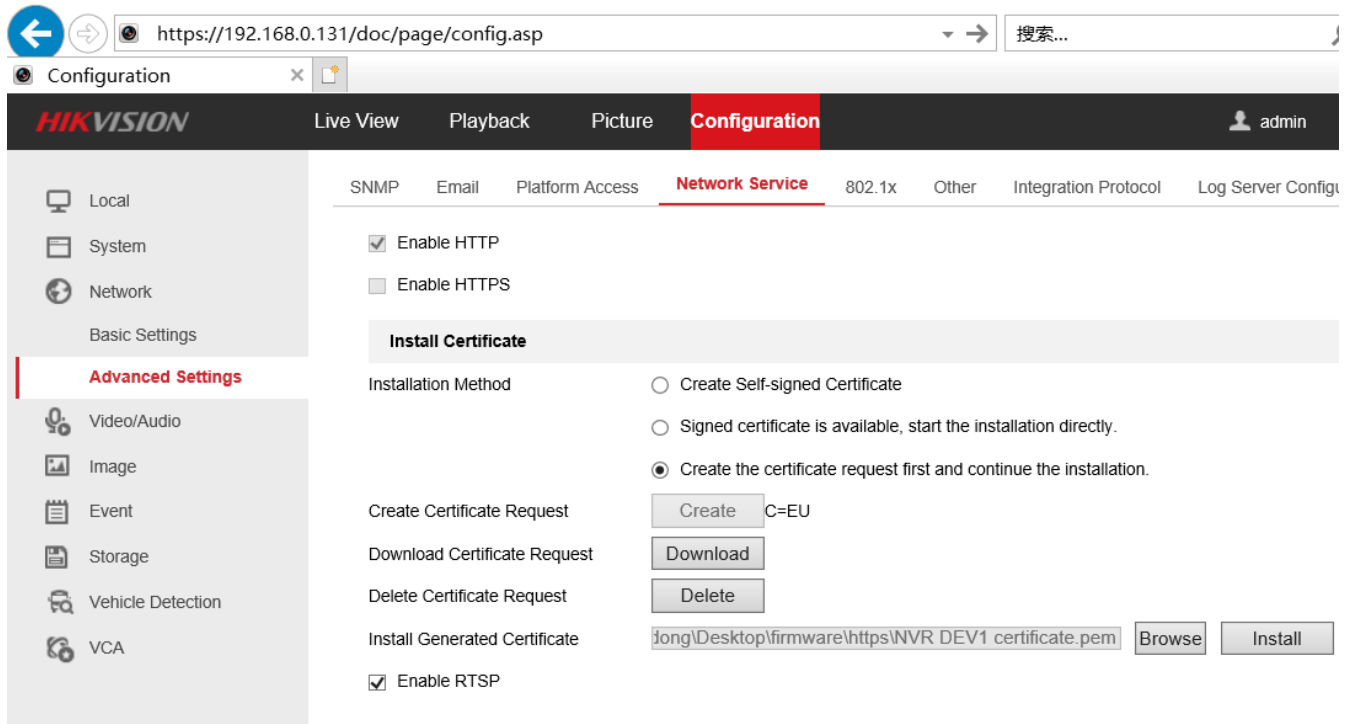 https://192.168.0.131/doc/page/config.asp 搜索...
Configuration
HIKVISION Live View Playback Picture Configuration admin
SNMP Email Platform Access Network Service 802.1x Other Integration Protocol Log Server Configu
Local
System
Network
Basic Settings
Advanced Settings
Video/Audio
Image
Event
Storage
Vehicle Detection
VCA
Enable HTTP
Enable HTTPS
Install Certificate
Installation Method Create Self-signed Certificate
Signed certificate is available, start the installation directly.
Create the certificate request first and continue the installation.
Create Certificate Request Create C=EU
Download Certificate Request Download
Delete Certificate Request Delete
Install Generated Certificate dong\Desktop\firmware\https\NVR DEV1 certificate.pem Browse Install
Enable RTSP